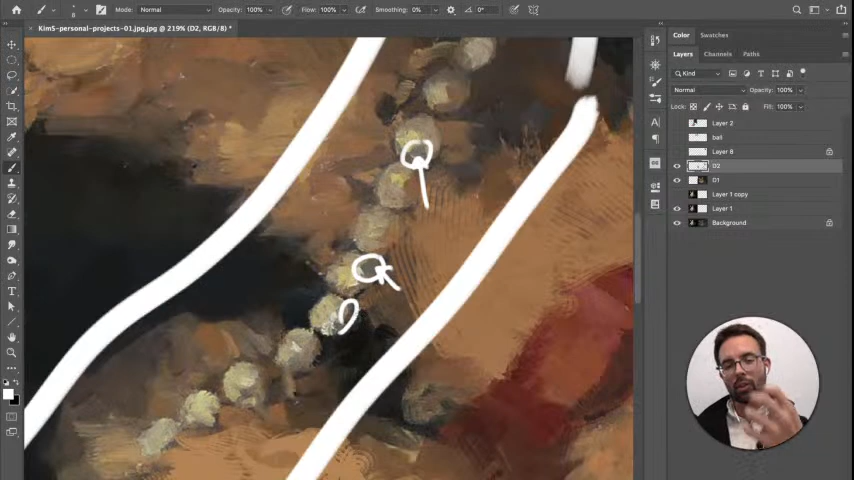 Mode: Normal Opacity: 100% Flow: 100% Smoothing: 0% 0°
8
KimS-personal-projects-01.jpg.jpg @ 219% (D2, RGB/8) *
Color Swatches
Layers Channels Paths
Kind
Normal Opacity: 100%
Lock: Fill: 100%
Layer 2
ball
Layer 8
D2
D1
Layer 1 copy
Layer 1
Background